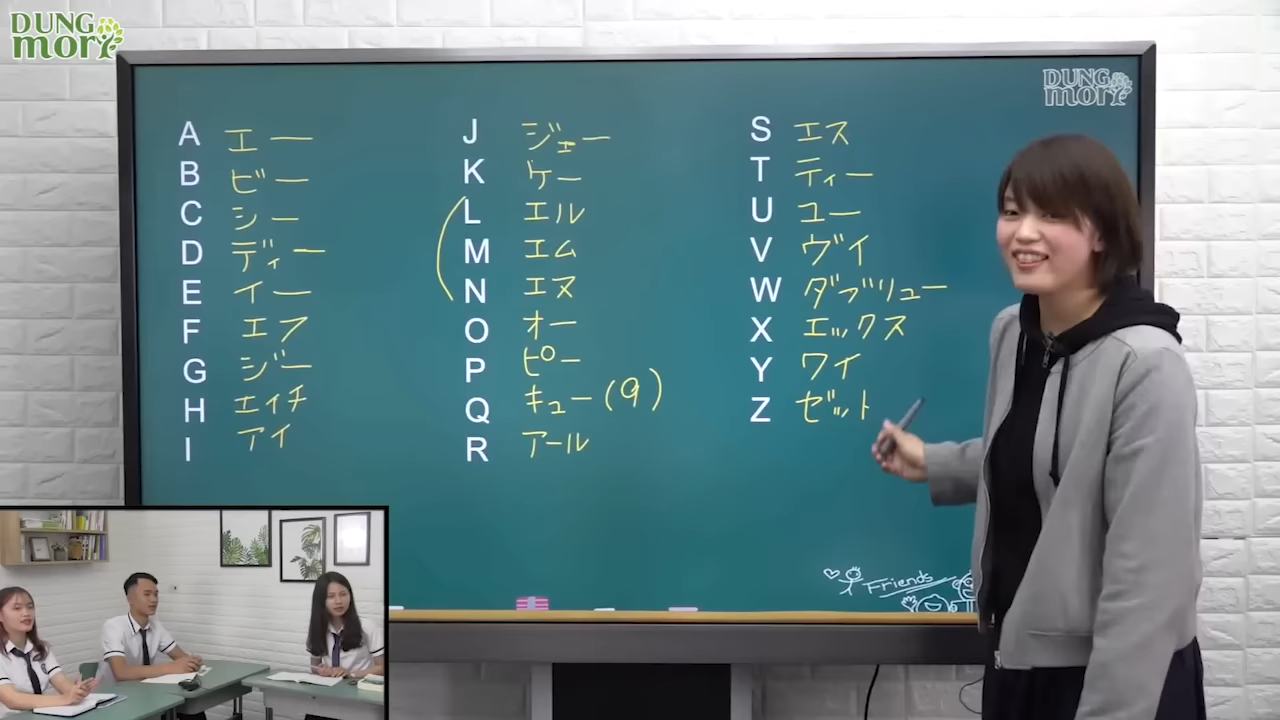 DUNG
mori
DUNG
mori
A エー
B ビー
C シー
D ディー
E イー
F エフ
G ジー
H エイチ
I アイ
J ジェー
K ケー
L エル
M エム
N エヌ
O オー
P ピー
Q キュー(9)
R アール
S エス
T ティー
U ユー
V ヴイ
W ダブリュー
X エックス
Y ワイ
Z ゼット
Friends